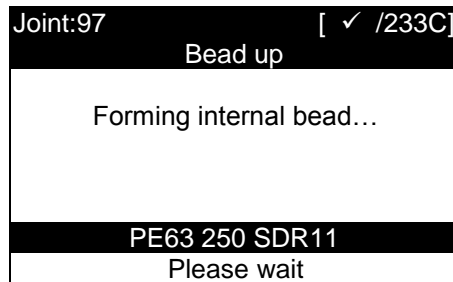 Joint:97 [ ✓ /233C]
Bead up
Forming internal bead…
PE63 250 SDR11
Please wait